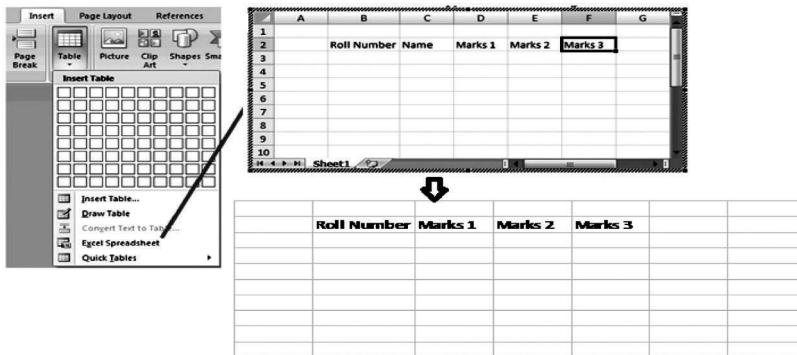 Insert Page Layout References
Page Break
Table
Picture
Clip Art
Shapes
Sma
Insert Table
Insert Table...
Draw Table
Convert Text to Tab
Excel Spreadsheet
Quick Tables
A B C D E F G
1
2 Roll Number Name Marks 1 Marks 2 Marks 3
3
4
5
6
7
8
9
10
Sheet1
Roll Number Marks 1 Marks 2 Marks 3